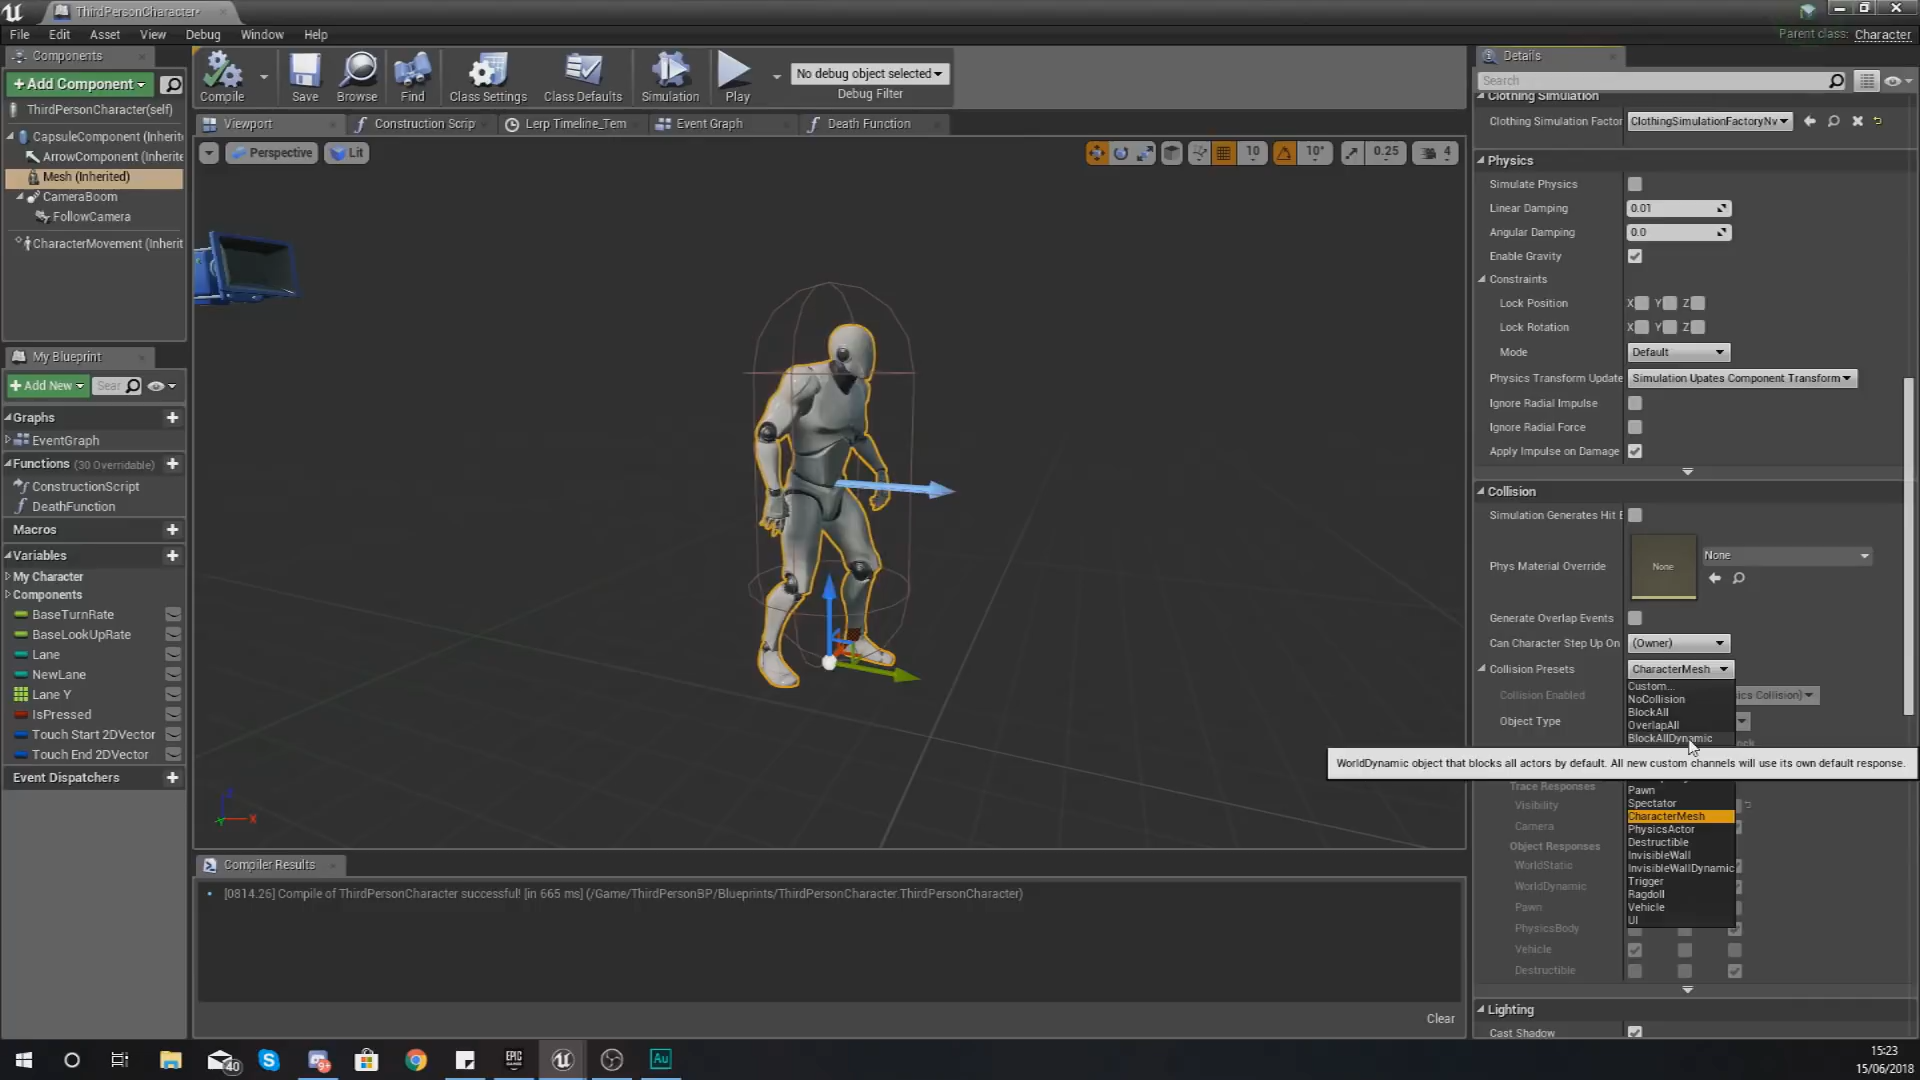 ThirdPersonCharacter*
File Edit Asset View Debug Window Help
Parent class: Character
Components
+Add Component
ThirdPersonCharacter(self)
CapsuleComponent (Inherit
ArrowComponent (Inherite
Mesh (Inherited)
CameraBoom
FollowCamera
CharacterMovement (Inherit
Compile
Save
Browse
Find
Class Settings
Class Defaults
Simulation
Play
No debug object selected
Debug Filter
Viewport
Construction Scrip
Lerp Timeline_Tem
Event Graph
Death Function
Perspective
Lit
10
10°
0.25
4
My Blueprint
+Add New
Sear
Graphs
EventGraph
Functions (30 Overridable)
ConstructionScript
DeathFunction
Macros
Variables
My Character
Components
BaseTurnRate
BaseLookUpRate
Lane
NewLane
Lane Y
IsPressed
Touch Start 2DVector
Touch End 2DVector
Event Dispatchers
Z
X
Compiler Results
[0814.26] Compile of ThirdPersonCharacter successful! [in 665 ms] (/Game/ThirdPersonBP/Blueprints/ThirdPersonCharacter.ThirdPersonCharacter)
Clear
Details
Search
Clothing Simulation
Clothing Simulation Factor ClothingSimulationFactoryNv
Physics
Simulate Physics
Linear Damping 0.01
Angular Damping 0.0
Enable Gravity
Constraints
Lock Position X Y Z
Lock Rotation X Y Z
Mode Default
Physics Transform Update Simulation Upates Component Transform
Ignore Radial Impulse
Ignore Radial Force
Apply Impulse on Damage
Collision
Simulation Generates Hit E
Phys Material Override None None
Generate Overlap Events
Can Character Step Up On (Owner)
Collision Presets CharacterMesh
Custom...
Collision Enabled ics Collision)
NoCollision
BlockAll
Object Type
OverlapAll
BlockAllDynamic
WorldDynamic object that blocks all actors by default. All new custom channels will use its own default response.
Trace Responses
Pawn
Visibility
Spectator
CharacterMesh
Camera
PhysicsActor
Object Responses
Destructible
InvisibleWall
WorldStatic
InvisibleWallDynamic
WorldDynamic
Trigger
Ragdoll
Pawn
Vehicle
UI
PhysicsBody
Vehicle
Destructible
Lighting
Cast Shadow
40
9+
EPIC
GAMES
Au
15:23
15/06/2018